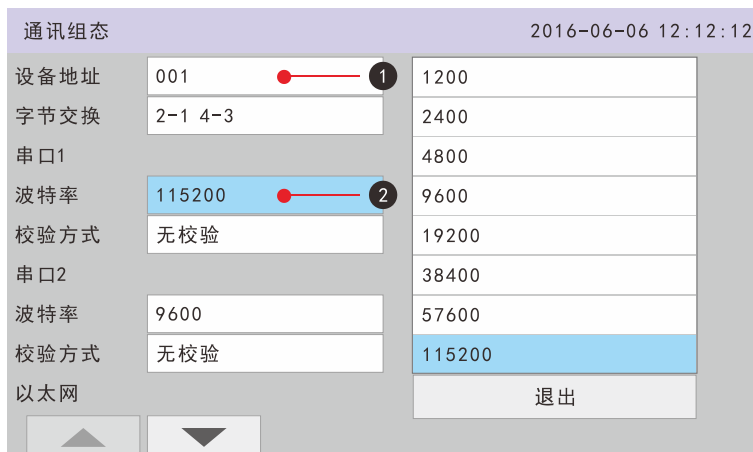 通讯组态 2016-06-06 12:12:12
设备地址 001 1
字节交换 2-1 4-3
串口1
波特率 115200 2
校验方式 无校验
串口2
波特率 9600
校验方式 无校验
以太网
1200
2400
4800
9600
19200
38400
57600
115200
退出